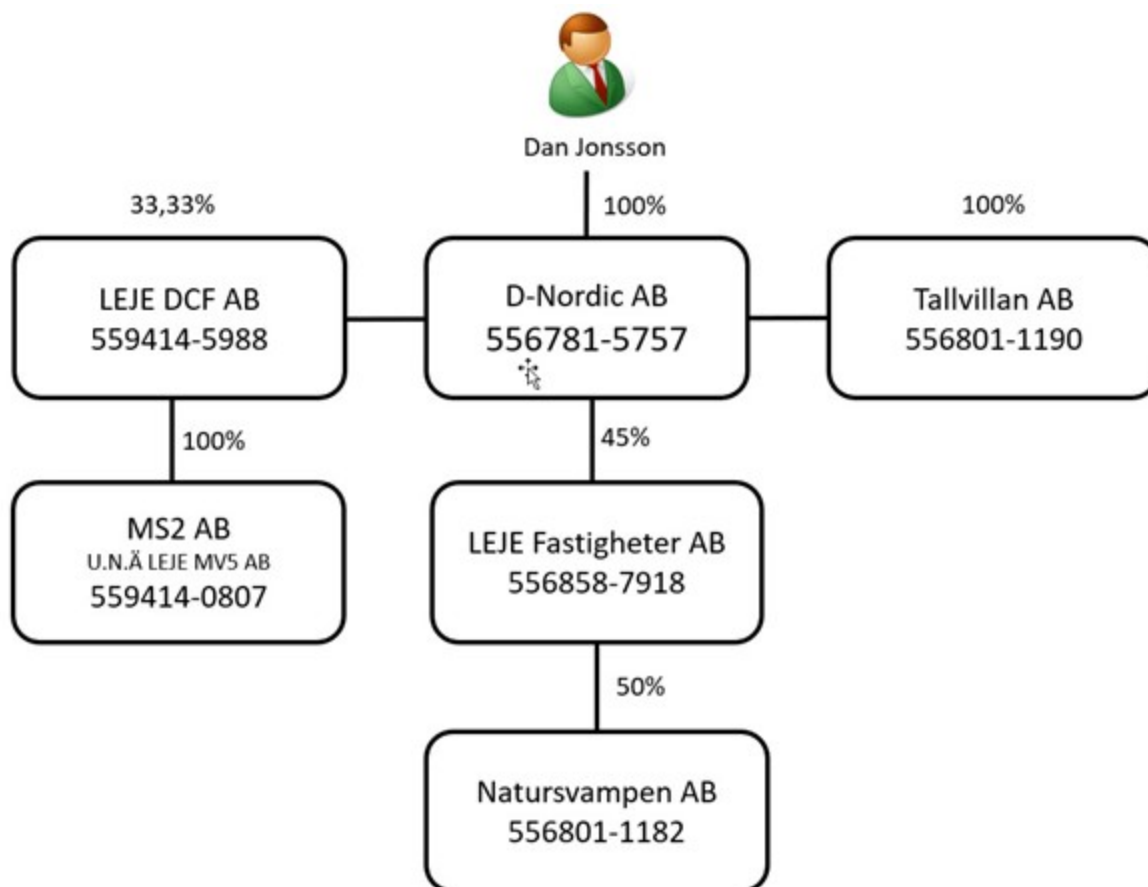 Dan Jonsson
33,33%
100%
100%
LEJE DCF AB
559414-5988
D-Nordic AB
556781-5757
Tallvillan AB
556801-1190
100%
45%
MS2 AB
U.N.Ä LEJE MV5 AB
559414-0807
LEJE Fastigheter AB
556858-7918
50%
Natursvampen AB
556801-1182